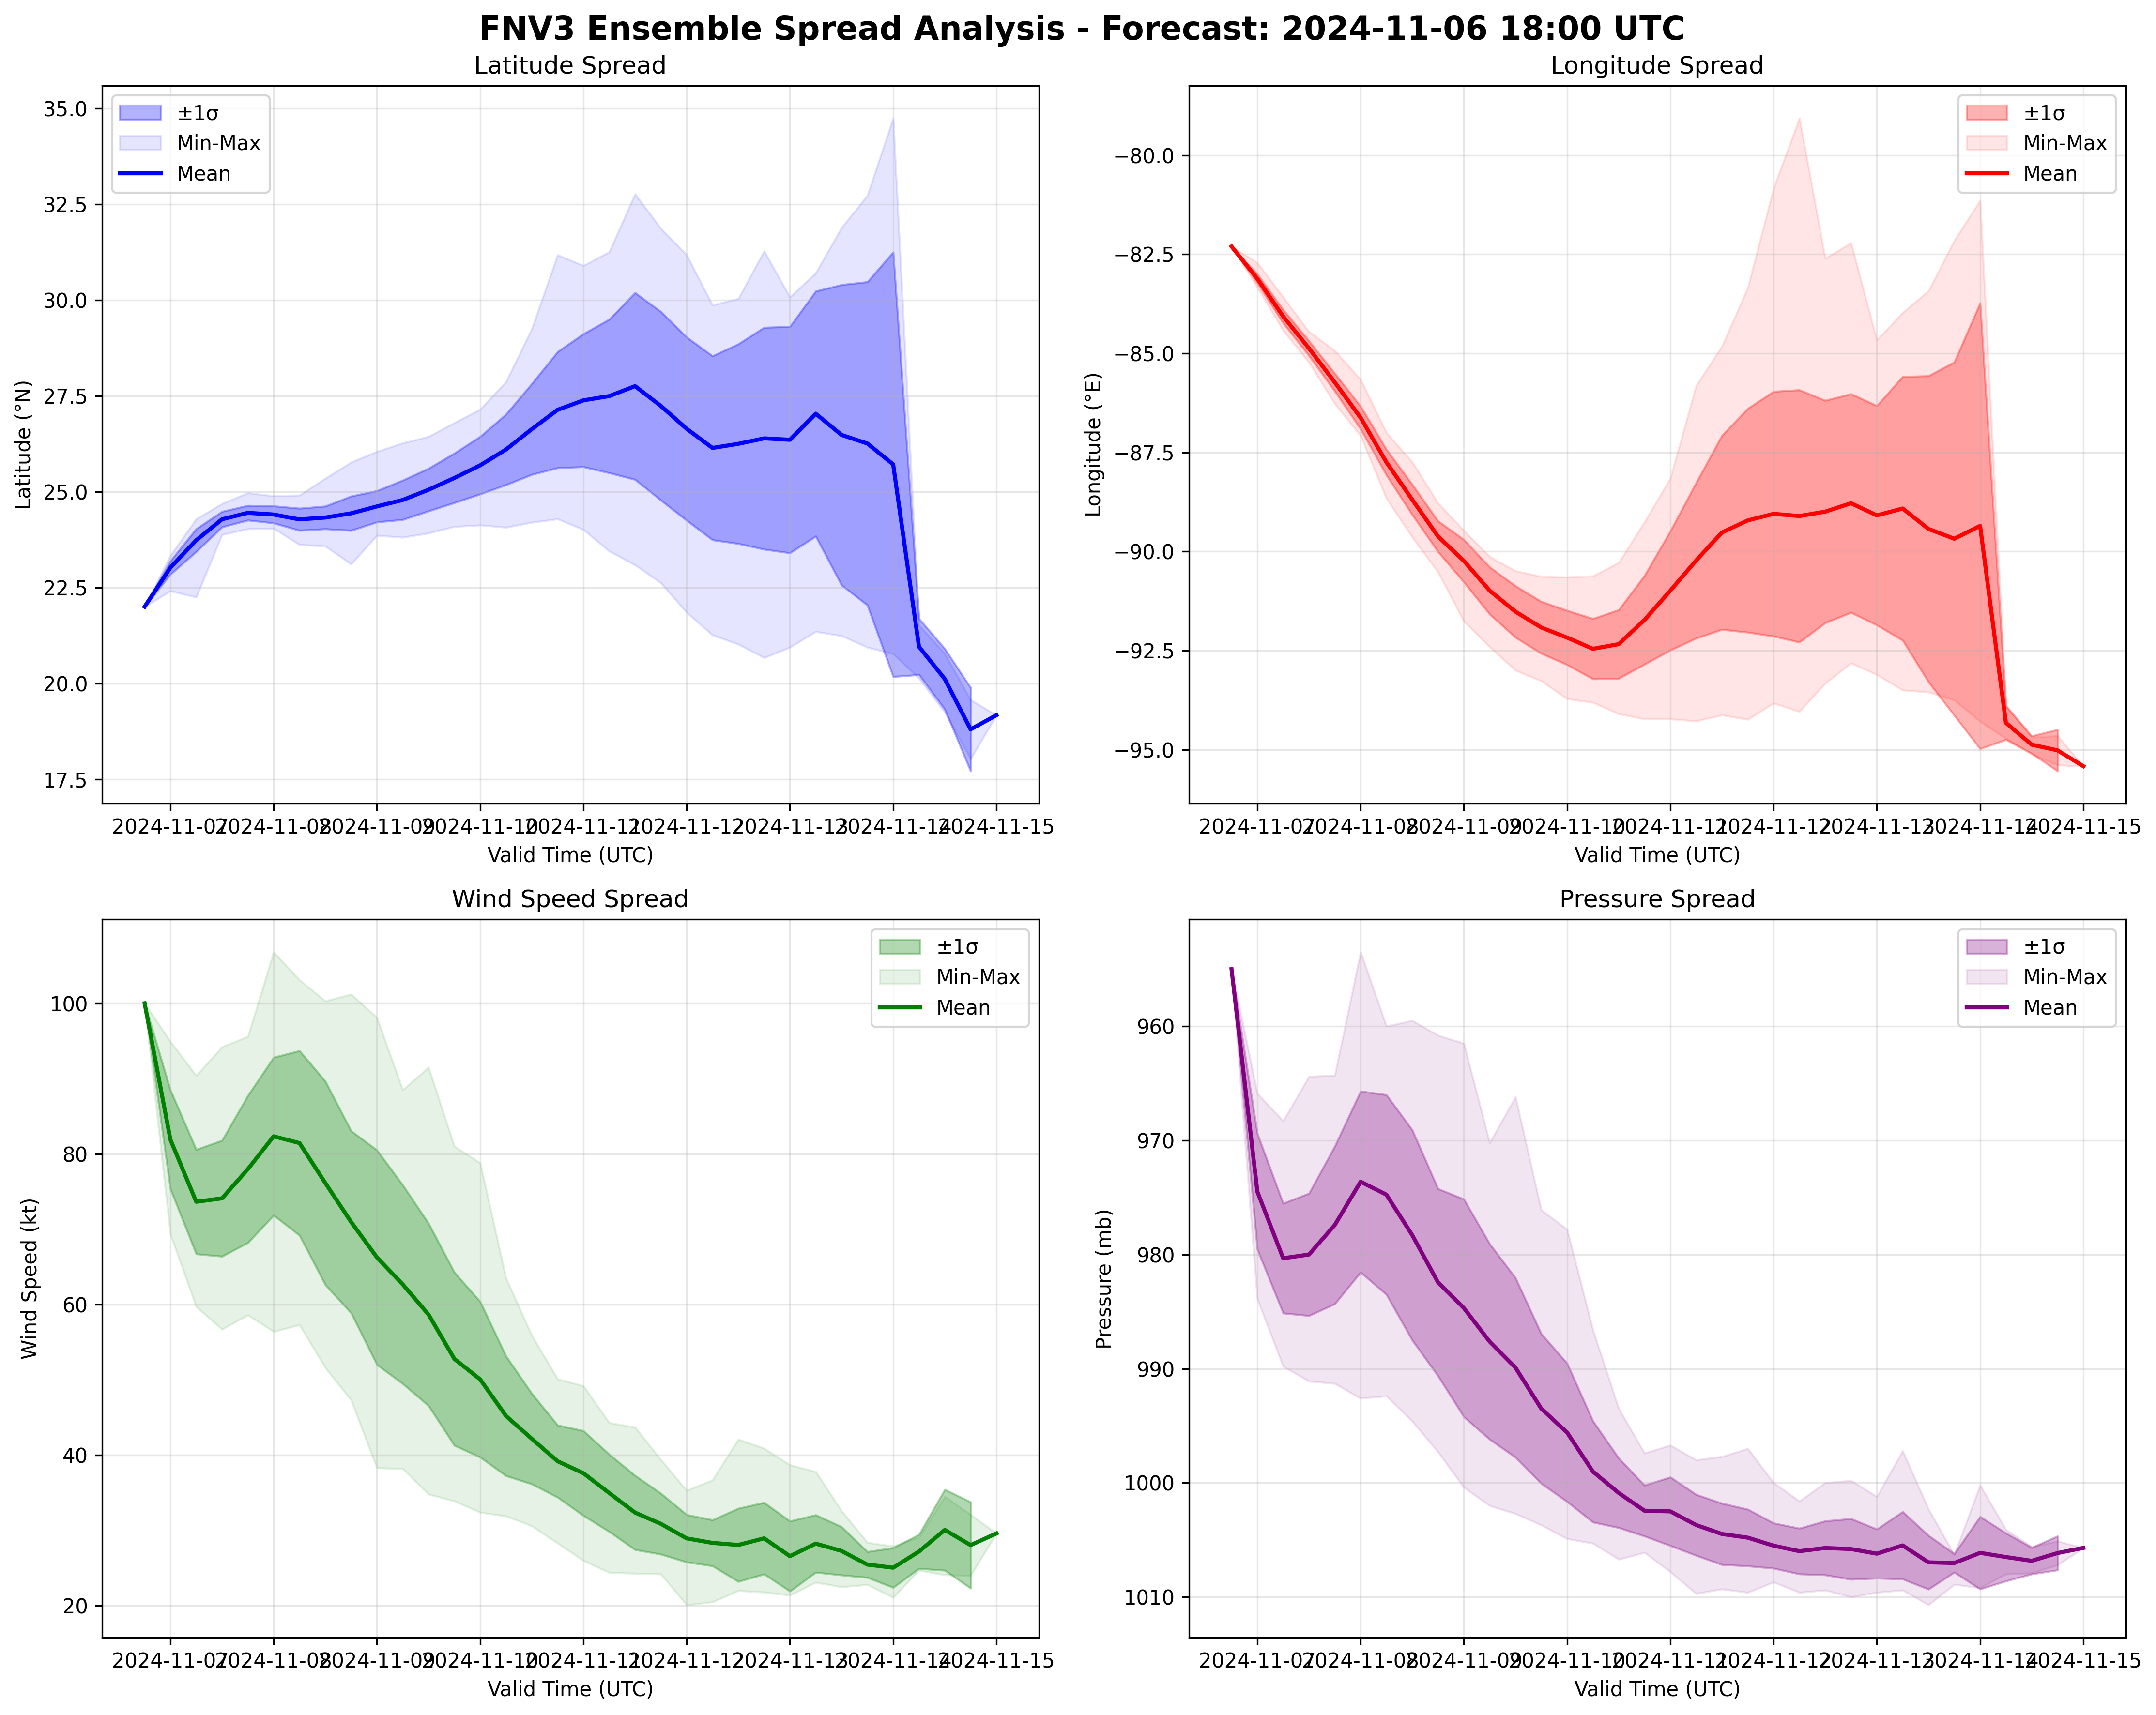 FNV3 Ensemble Spread Analysis - Forecast: 2024-11-06 18:00 UTC
Latitude Spread
±1σ
Min-Max
Mean
35.0
32.5
30.0
27.5
25.0
22.5
20.0
17.5
Latitude (°N)
2024-11-07 2024-11-08 2024-11-09 2024-11-10 2024-11-11 2024-11-12 2024-11-13 2024-11-14 2024-11-15
Valid Time (UTC)
Longitude Spread
±1σ
Min-Max
Mean
−80.0
−82.5
−85.0
−87.5
−90.0
−92.5
−95.0
Longitude (°E)
2024-11-07 2024-11-08 2024-11-09 2024-11-10 2024-11-11 2024-11-12 2024-11-13 2024-11-14 2024-11-15
Valid Time (UTC)
Wind Speed Spread
±1σ
Min-Max
Mean
100
80
60
40
20
Wind Speed (kt)
2024-11-07 2024-11-08 2024-11-09 2024-11-10 2024-11-11 2024-11-12 2024-11-13 2024-11-14 2024-11-15
Valid Time (UTC)
Pressure Spread
±1σ
Min-Max
Mean
960
970
980
990
1000
1010
Pressure (mb)
2024-11-07 2024-11-08 2024-11-09 2024-11-10 2024-11-11 2024-11-12 2024-11-13 2024-11-14 2024-11-15
Valid Time (UTC)